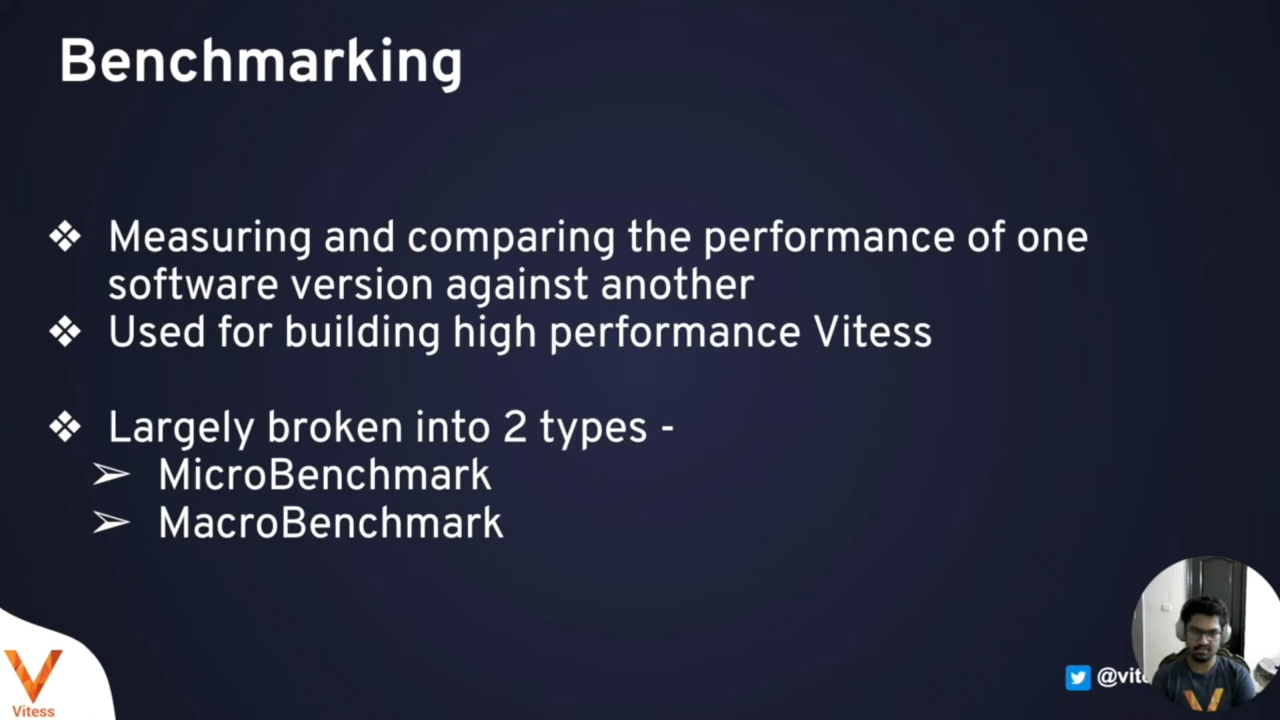 Benchmarking
❖ Measuring and comparing the performance of one
software version against another
❖ Used for building high performance Vitess
❖ Largely broken into 2 types -
➢ MicroBenchmark
➢ MacroBenchmark
Vitess